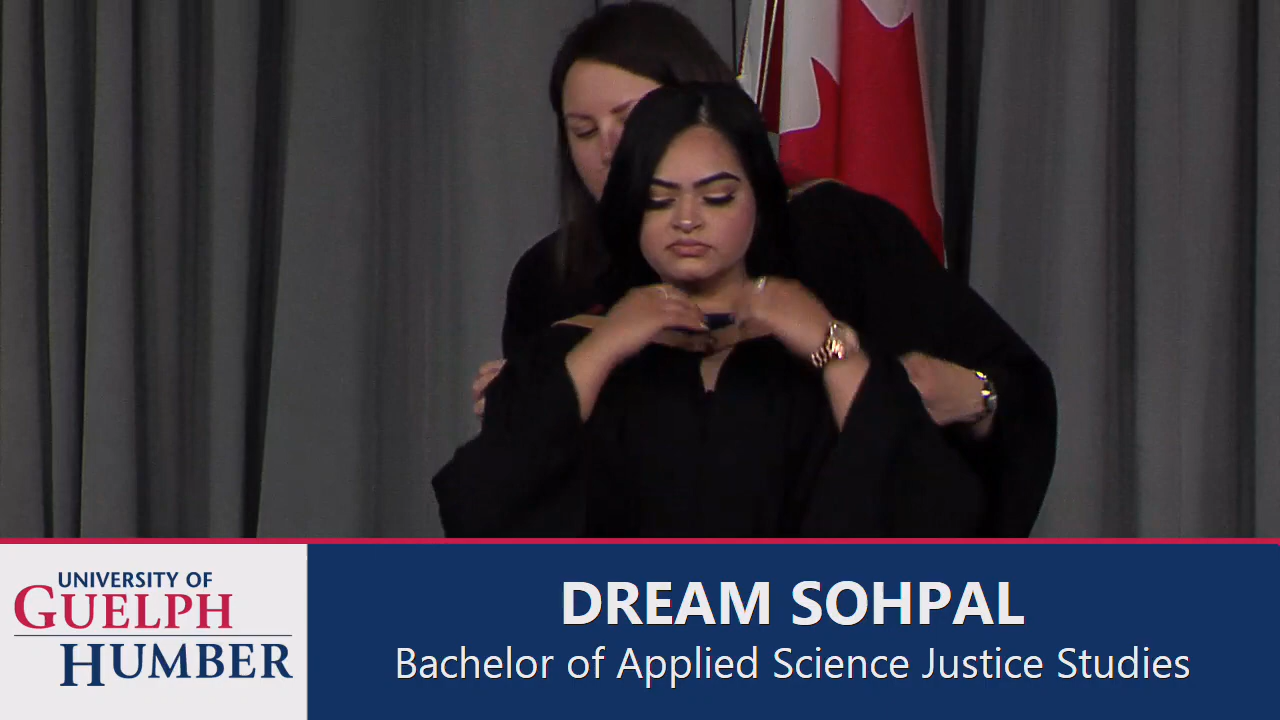 UNIVERSITY OF
GUELPH
HUMBER
DREAM SOHPAL
Bachelor of Applied Science Justice Studies